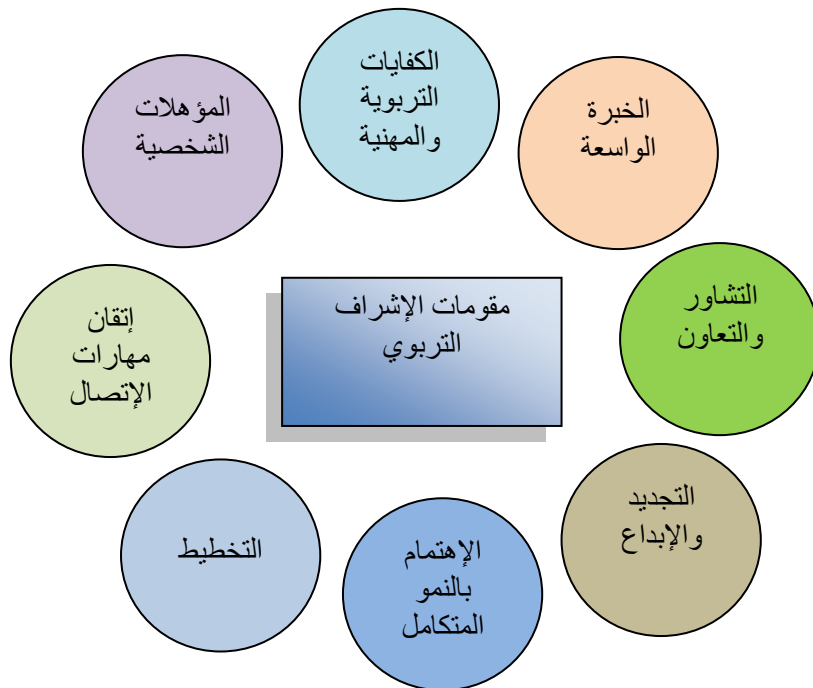 الكفايات
التربوية
والمهنية
الخبرة
الواسعة
التشاور
والتعاون
التجديد
والإبداع
الإهتمام
بالنمو
المتكامل
التخطيط
إتقان
مهارات
الإتصال
المؤهلات
الشخصية
مقومات الإشراف
التربوي